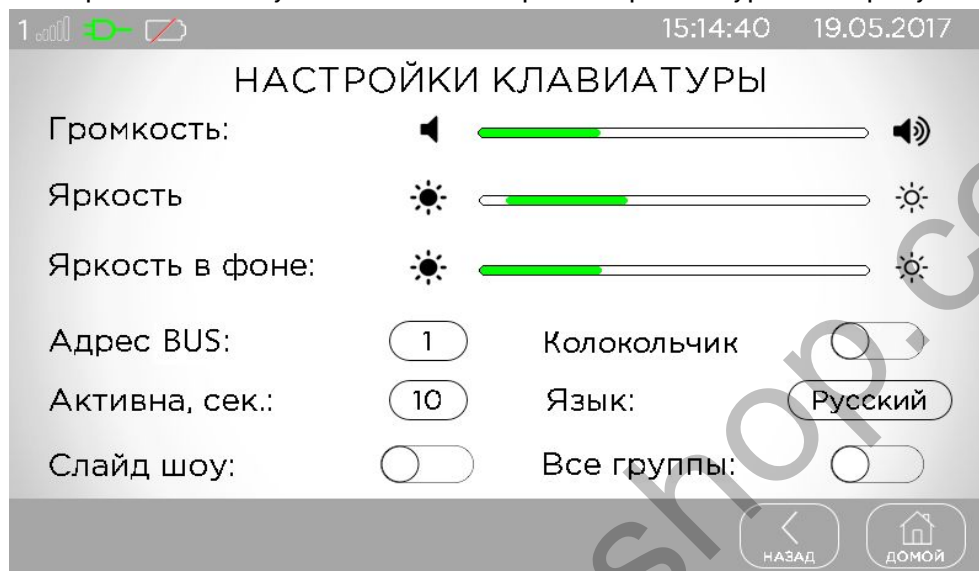 1 15:14:40 19.05.2017
НАСТРОЙКИ КЛАВИАТУРЫ
Громкость:
Яркость
Яркость в фоне:
Адрес BUS: 1 Колокольчик
Активна, сек.: 10 Язык: Русский
Слайд шоу: Все группы:
НАЗАД ДОМОЙ